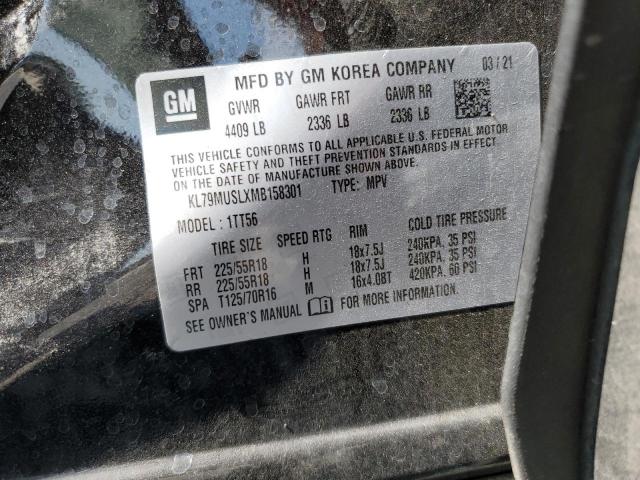 GM
MFD BY GM KOREA COMPANY 03/21
GVWR GAWR FRT GAWR RR
4409 LB 2336 LB 2336 LB
THIS VEHICLE CONFORMS TO ALL APPLICABLE U.S. FEDERAL MOTOR
VEHICLE SAFETY AND THEFT PREVENTION STANDARDS IN EFFECT
ON THE DATE OF MANUFACTURE SHOWN ABOVE.
KL79MUSLXMB158301 TYPE: MPV
MODEL: 1TT56
TIRE SIZE SPEED RTG RIM COLD TIRE PRESSURE
FRT 225/55R18 H 18x7.5J 240KPA, 35 PSI
RR 225/55R18 H 18x7.5J 240KPA, 35 PSI
SPA T125/70R16 M 16x4.08T 420KPA, 60 PSI
SEE OWNER'S MANUAL FOR ADDITIONAL INFORMATION